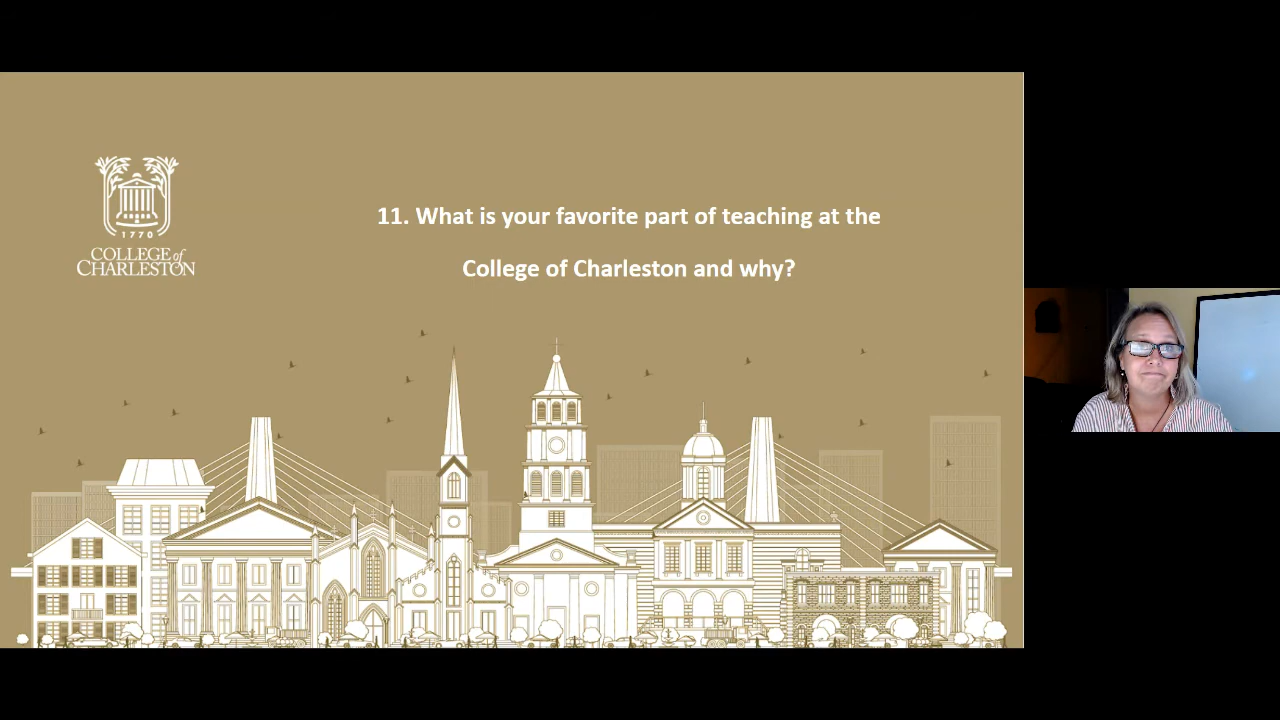 11. What is your favorite part of teaching at the
College of Charleston and why?
1770
COLLEGE of
CHARLESTON